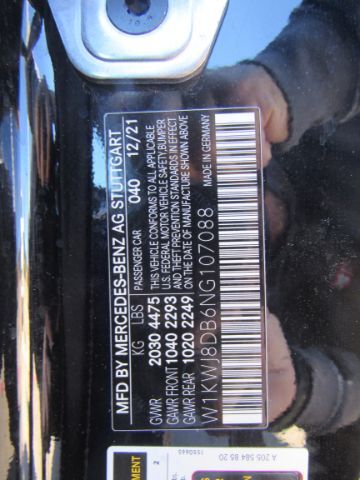 MFD BY MERCEDES-BENZ AG STUTTGART
PASSENGER CAR 040 12/21
KG LBS
GVWR 2030 4475
GAWR FRONT 1040 2293
GAWR REAR 1020 2249
THIS VEHICLE CONFORMS TO ALL APPLICABLE
U.S. FEDERAL MOTOR VEHICLE SAFETY, BUMPER
AND THEFT PREVENTION STANDARDS IN EFFECT
ON THE DATE OF MANUFACTURE SHOWN ABOVE
MADE IN GERMANY
W1KWJ8DB6NG107088
A 205 584 85 20